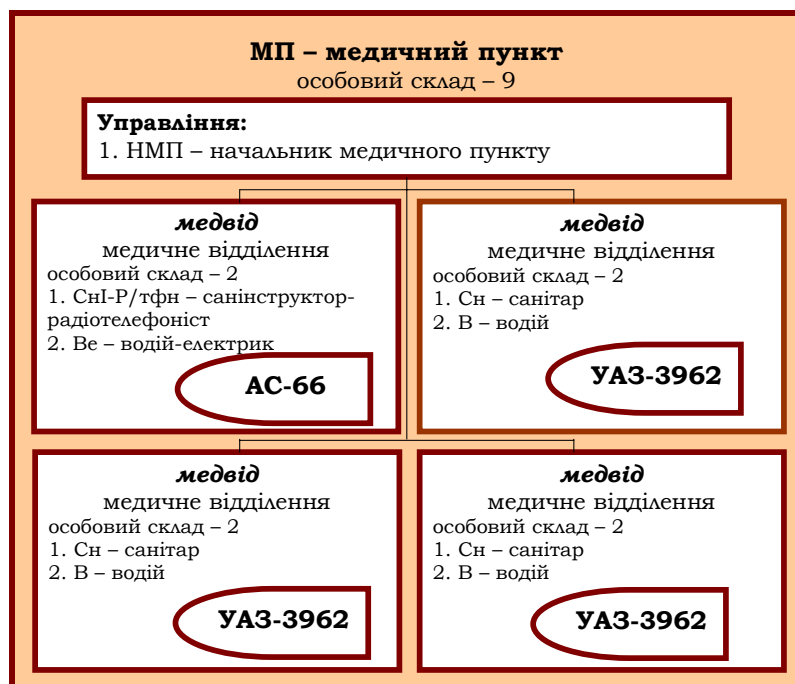 МП – медичний пункт
особовий склад – 9
Управління:
1. НМП – начальник медичного пункту
медвід
медичне відділення
особовий склад – 2
1. СнІ-Р/тфн – санінструктор-
радіотелефоніст
2. Ве – водій-електрик
АС-66
медвід
медичне відділення
особовий склад – 2
1. Сн – санітар
2. В – водій
УАЗ-3962
медвід
медичне відділення
особовий склад – 2
1. Сн – санітар
2. В – водій
УАЗ-3962
медвід
медичне відділення
особовий склад – 2
1. Сн – санітар
2. В – водій
УАЗ-3962